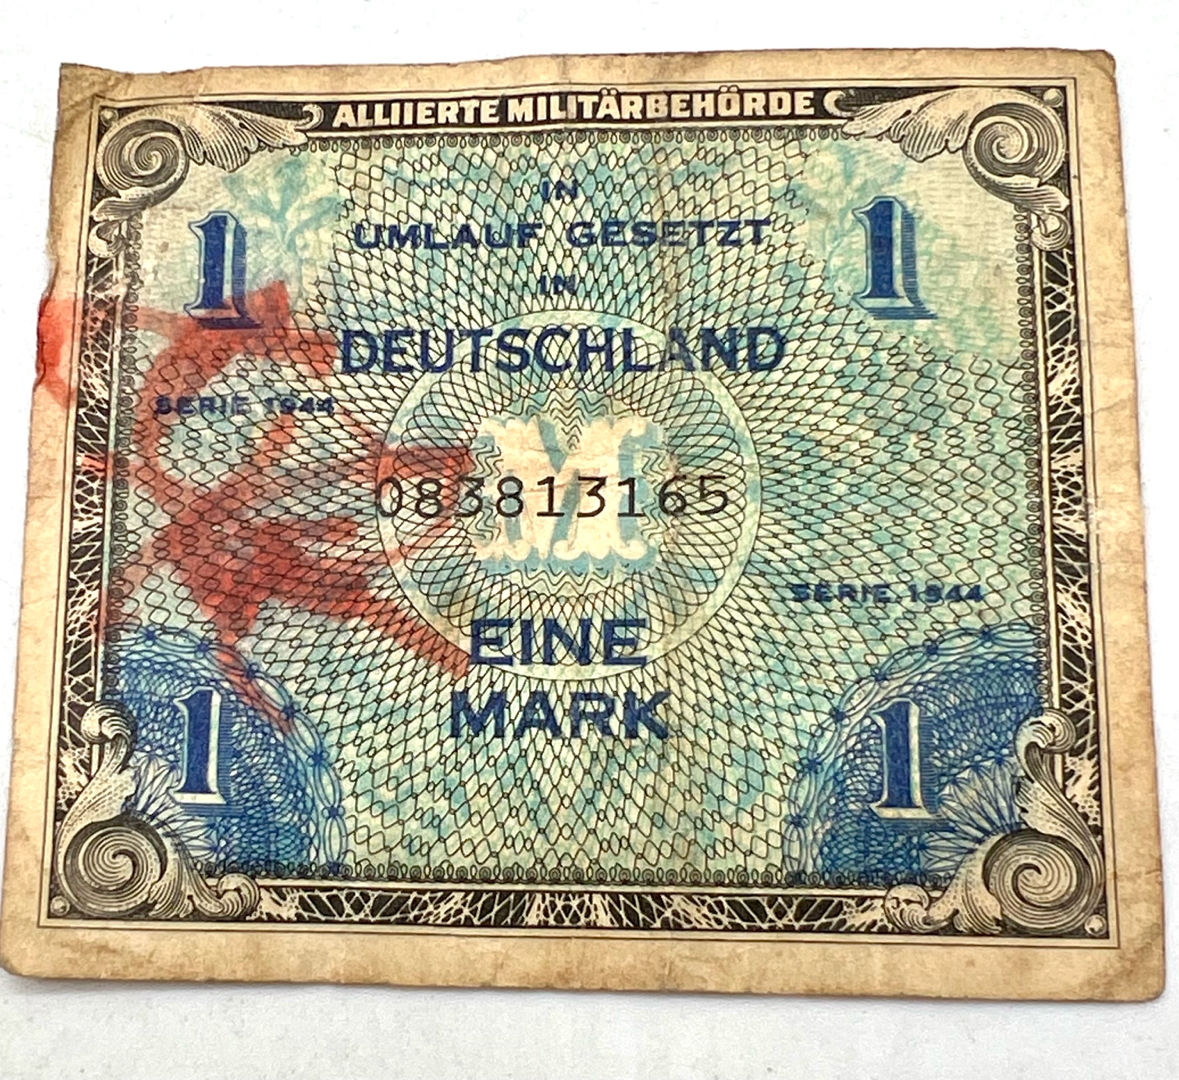 ALLIIERTE MILITÄRBEHÖRDE
IN
1 UMLAUF GESETZT 1
IN
DEUTSCHLAND
SERIE 1944
M
083813165
SERIE 1944
EINE
1 MARK 1